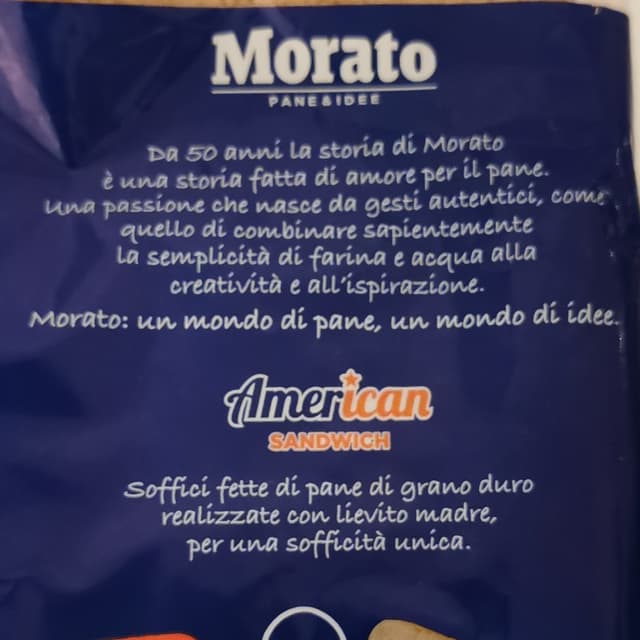 Morato
PANE&IDEE
Da 50 anni la storia di Morato
è una storia fatta di amore per il pane.
Una passione che nasce da gesti autentici, come
quello di combinare sapientemente
la semplicità di farina e acqua alla
creatività e all'ispirazione.
Morato: un mondo di pane, un mondo di idee.
American
SANDWICH
Soffici fette di pane di grano duro
realizzate con lievito madre,
per una sofficità unica.